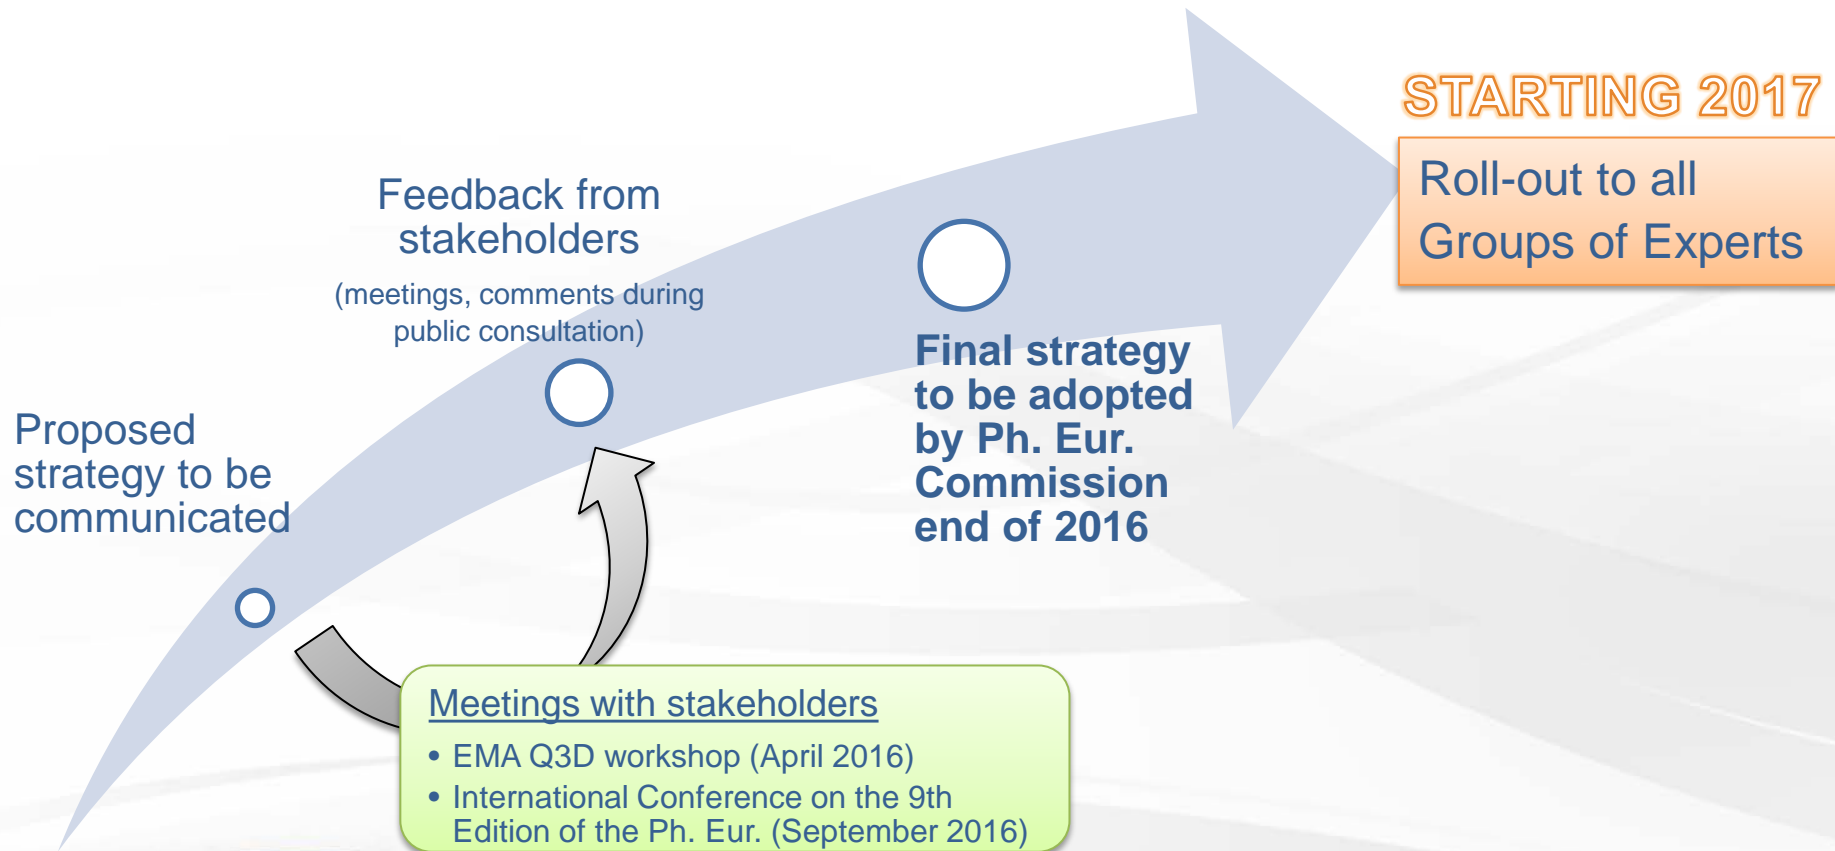 STARTING 2017
Roll-out to all
Groups of Experts
Feedback from
stakeholders
(meetings, comments during
public consultation)
Final strategy
to be adopted
by Ph. Eur.
Commission
end of 2016
Proposed
strategy to be
communicated
Meetings with stakeholders
• EMA Q3D workshop (April 2016)
• International Conference on the 9th
Edition of the Ph. Eur. (September 2016)